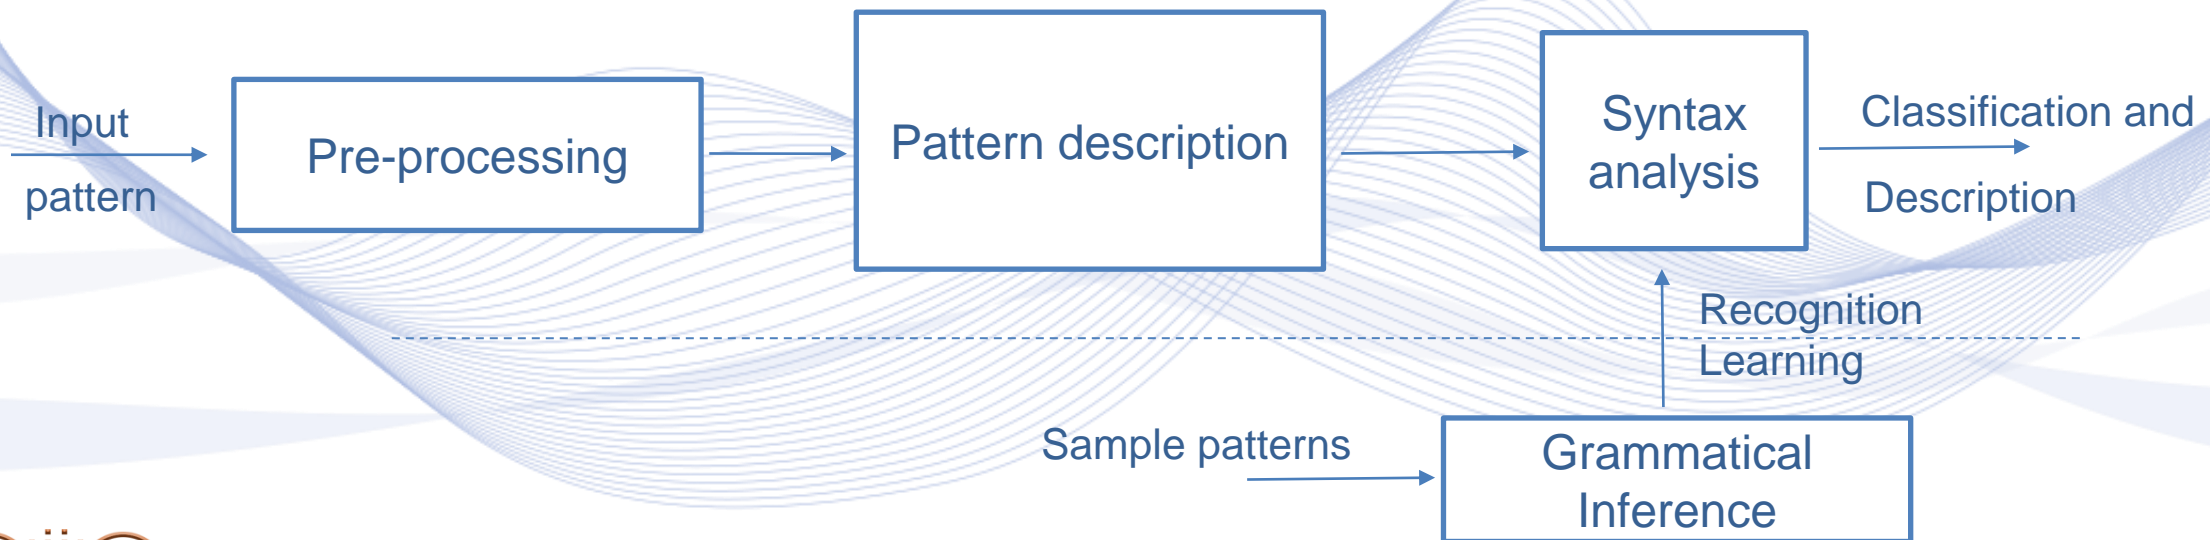 Input
pattern
Pre-processing
Pattern description
Syntax
analysis
Classification and
Description
Recognition
Learning
Sample patterns
Grammatical
Inference